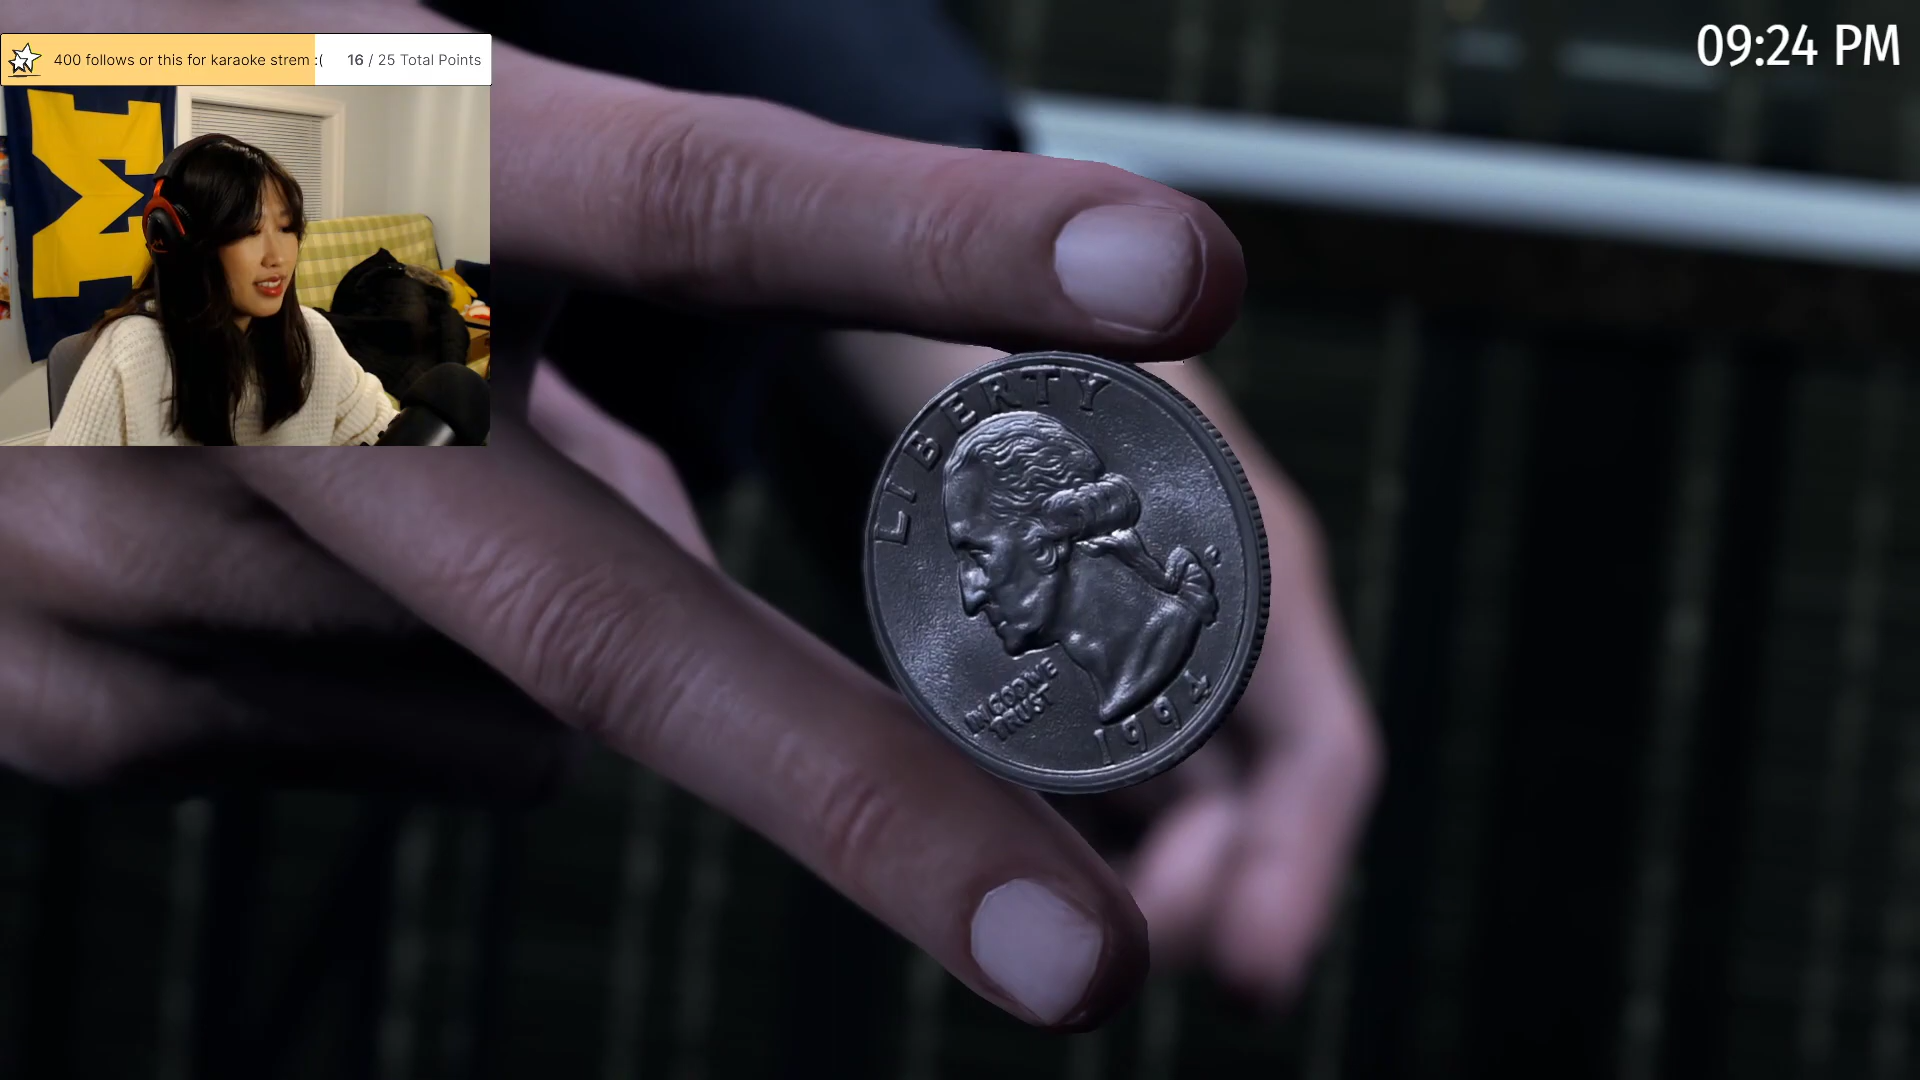 400 follows or this for karaoke strem :(
16 / 25 Total Points
09:24 PM
M
LIBERTY
IN GOD WE
TRUST
P
1994